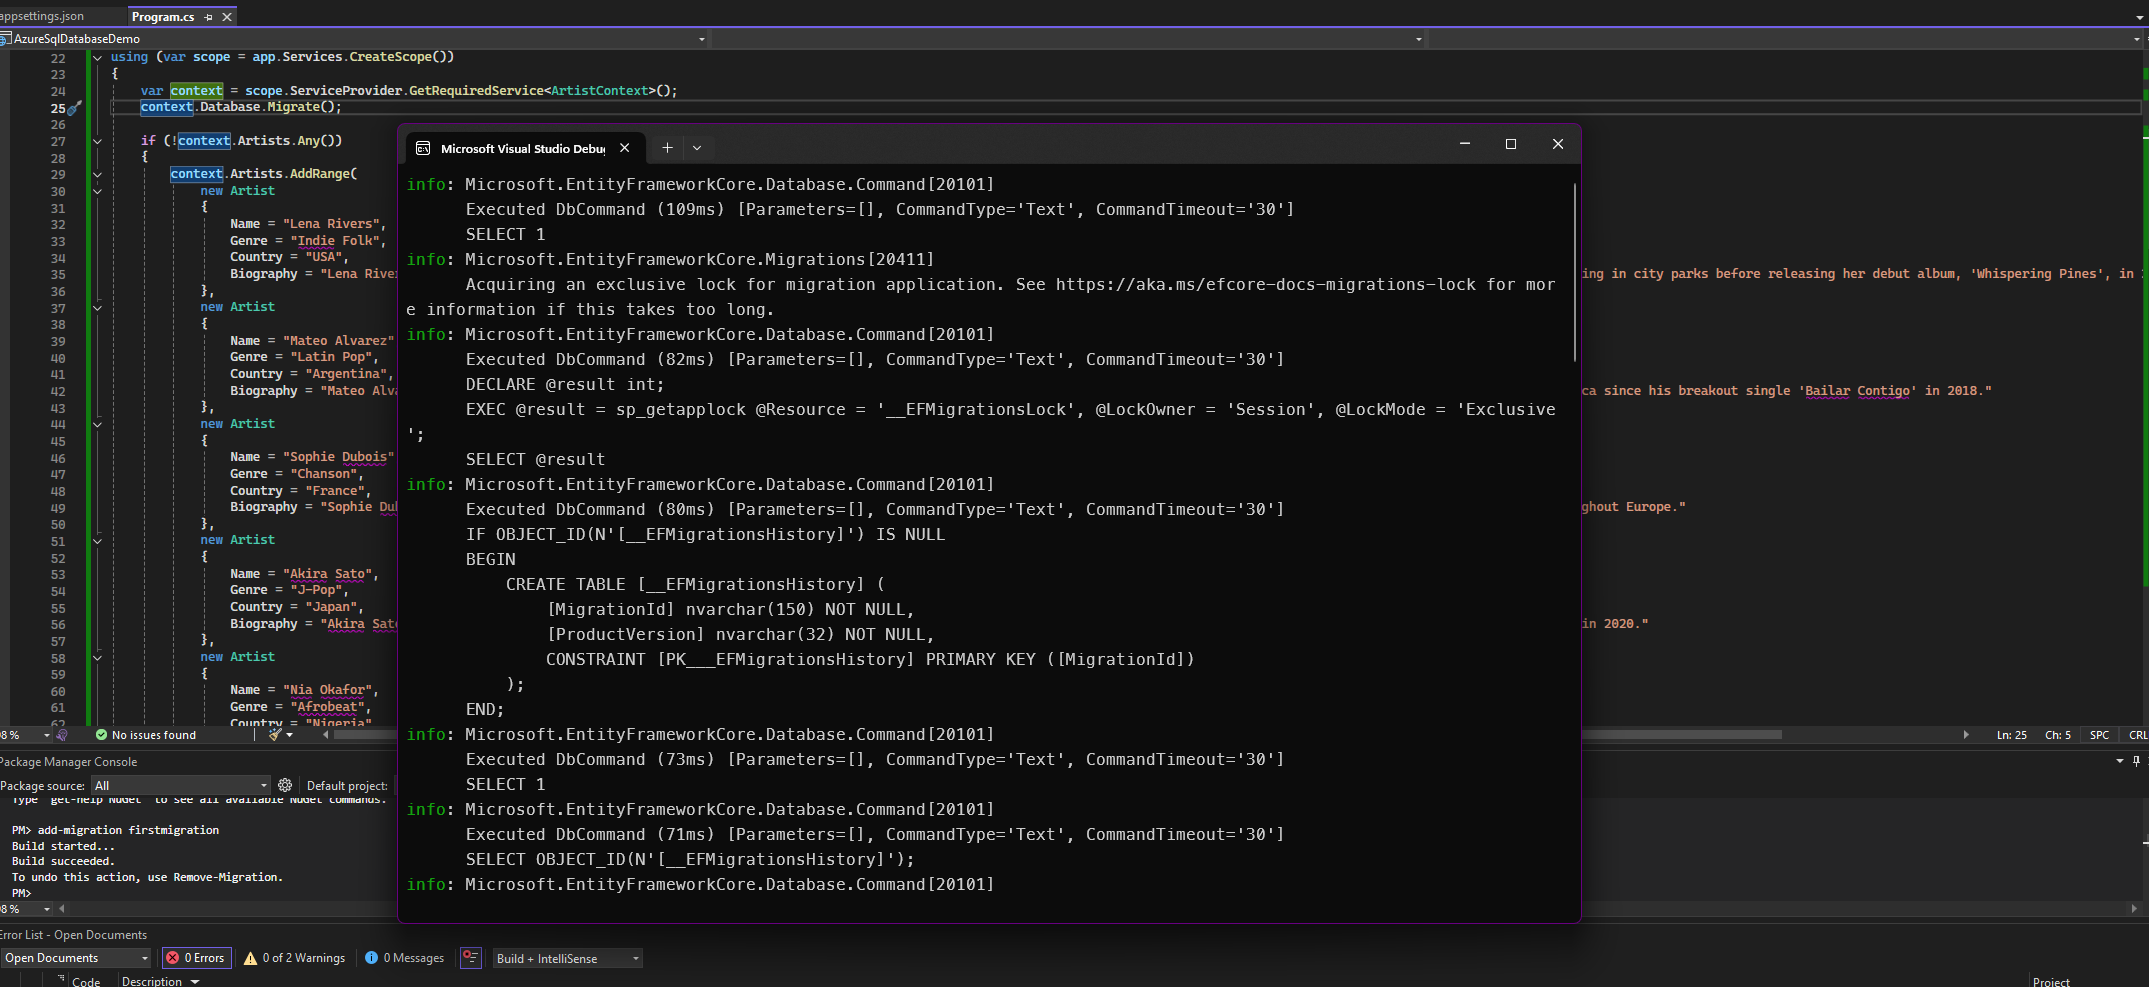 appsettings.json
Program.cs
AzureSqlDatabaseDemo
22 using (var scope = app.Services.CreateScope())
23 {
24 var context = scope.ServiceProvider.GetRequiredService<ArtistContext>();
25 context.Database.Migrate();
26
27 if (!context.Artists.Any())
28 {
29 context.Artists.AddRange(
30 new Artist
31 {
32 Name = "Lena Rivers",
33 Genre = "Indie Folk",
34 Country = "USA",
35 Biography = "Lena River ing in city parks before releasing her debut album, 'Whispering Pines', in
36 },
37 new Artist
38 {
39 Name = "Mateo Alvarez"
40 Genre = "Latin Pop",
41 Country = "Argentina",
42 Biography = "Mateo Alva ca since his breakout single 'Bailar Contigo' in 2018."
43 },
44 new Artist
45 {
46 Name = "Sophie Dubois"
47 Genre = "Chanson",
48 Country = "France",
49 Biography = "Sophie Dub ghout Europe."
50 },
51 new Artist
52 {
53 Name = "Akira Sato",
54 Genre = "J-Pop",
55 Country = "Japan",
56 Biography = "Akira Sato in 2020."
57 },
58 new Artist
59 {
60 Name = "Nia Okafor",
61 Genre = "Afrobeat",
62 Country = "Nigeria"
Microsoft Visual Studio Debug
info: Microsoft.EntityFrameworkCore.Database.Command[20101]
Executed DbCommand (109ms) [Parameters=[], CommandType='Text', CommandTimeout='30']
SELECT 1
info: Microsoft.EntityFrameworkCore.Migrations[20411]
Acquiring an exclusive lock for migration application. See https://aka.ms/efcore-docs-migrations-lock for mor
e information if this takes too long.
info: Microsoft.EntityFrameworkCore.Database.Command[20101]
Executed DbCommand (82ms) [Parameters=[], CommandType='Text', CommandTimeout='30']
DECLARE @result int;
EXEC @result = sp_getapplock @Resource = '__EFMigrationsLock', @LockOwner = 'Session', @LockMode = 'Exclusive
';
SELECT @result
info: Microsoft.EntityFrameworkCore.Database.Command[20101]
Executed DbCommand (80ms) [Parameters=[], CommandType='Text', CommandTimeout='30']
IF OBJECT_ID(N'[__EFMigrationsHistory]') IS NULL
BEGIN
CREATE TABLE [__EFMigrationsHistory] (
[MigrationId] nvarchar(150) NOT NULL,
[ProductVersion] nvarchar(32) NOT NULL,
CONSTRAINT [PK___EFMigrationsHistory] PRIMARY KEY ([MigrationId])
);
END;
info: Microsoft.EntityFrameworkCore.Database.Command[20101]
Executed DbCommand (73ms) [Parameters=[], CommandType='Text', CommandTimeout='30']
SELECT 1
info: Microsoft.EntityFrameworkCore.Database.Command[20101]
Executed DbCommand (71ms) [Parameters=[], CommandType='Text', CommandTimeout='30']
SELECT OBJECT_ID(N'[__EFMigrationsHistory]');
info: Microsoft.EntityFrameworkCore.Database.Command[20101]
98 % No issues found Ln: 25 Ch: 5 SPC CRL
Package Manager Console
Package source: All Default project:
Type 'get-help NuGet' to see all available NuGet commands.
PM> add-migration firstmigration
Build started...
Build succeeded.
To undo this action, use Remove-Migration.
PM>
98 %
Error List - Open Documents
Open Documents 0 Errors 0 of 2 Warnings 0 Messages Build + IntelliSense
Code Description Project